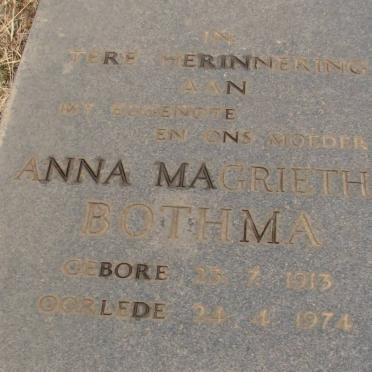 IN
TERE HERINNERING
AAN
MY EGGENOTE
EN ONS MOEDER
ANNA MAGRIETH
BOTHMA
GEBORE 23. 7. 1913
OORLEDE 24. 4. 1974